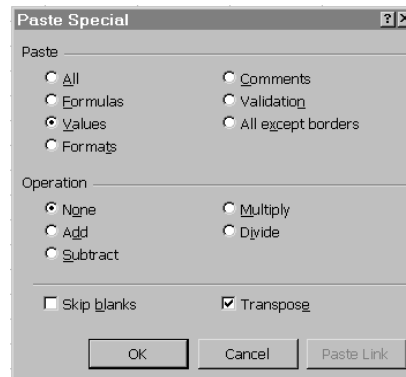 Paste Special
Paste
All
Comments
Formulas
Validation
Values
All except borders
Formats
Operation
None
Multiply
Add
Divide
Subtract
Skip blanks
Transpose
OK
Cancel
Paste Link